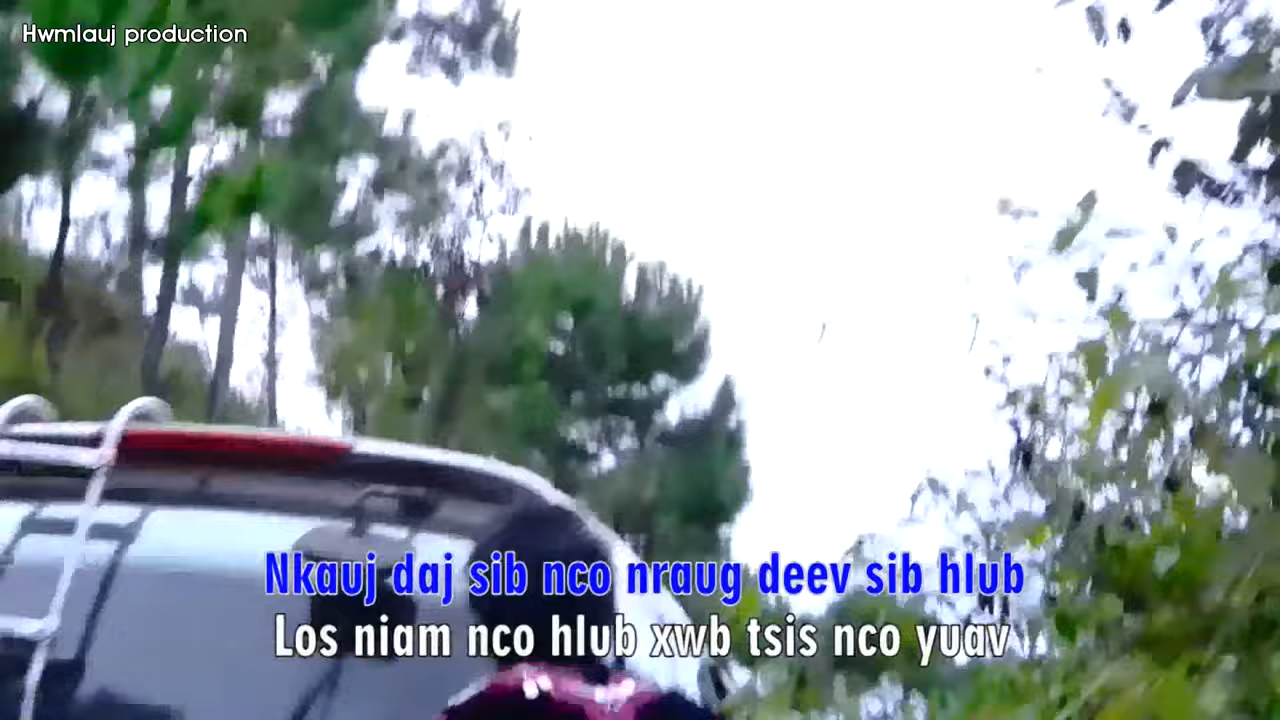 Hwmlauj production
Nkauj daj sib nco nraug deev sib hlub
Los niam nco hlub xwb tsis nco yuav